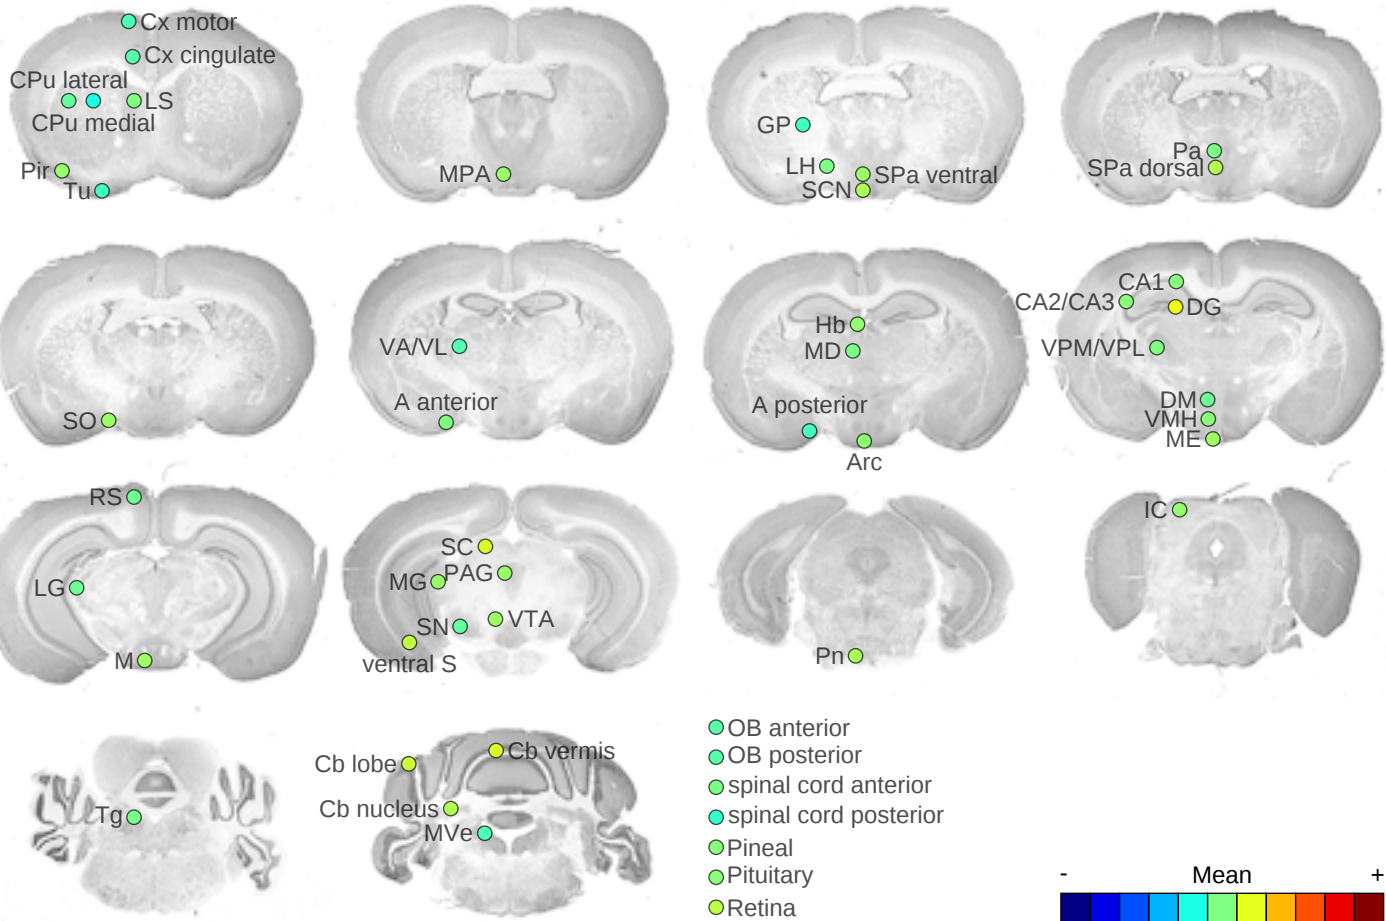 Cx motor
Cx cingulate
CPu lateral
LS
CPu medial
Pir
Tu
MPA
GP
LH
SPa ventral
SCN
Pa
SPa dorsal
SO
VA/VL
A anterior
Hb
MD
A posterior
Arc
CA1
CA2/CA3
DG
VPM/VPL
DM
VMH
ME
RS
LG
M
SC
MG
PAG
SN
VTA
ventral S
Pn
IC
Tg
Cb lobe
Cb vermis
Cb nucleus
MVe
OB anterior
OB posterior
spinal cord anterior
spinal cord posterior
Pineal
Pituitary
Retina
- Mean +